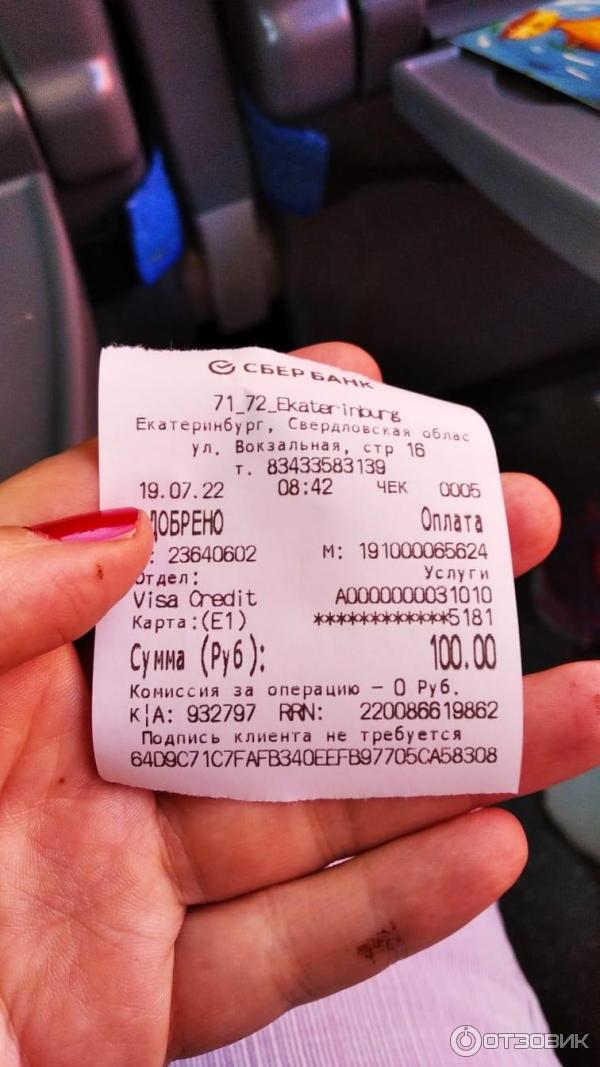 СБЕРБАНК
71_72_Ekaterinburg
Екатеринбург, Свердловская облас
ул. Вокзальная, стр 16
т. 83433583139
19.07.22 08:42 ЧЕК 0005
ДОБРЕНО Оплата
: 23640602 М: 191000065624
Отдел: Услуги
Visa Credit A0000000031010
Карта:(E1) ************5181
Сумма (Руб): 100.00
Комиссия за операцию – 0 Руб.
К¦А: 932797 RRN: 220086619862
Подпись клиента не требуется
64D9C71C7FAFB340EEFB97705CA58308
ОТЗОВИК